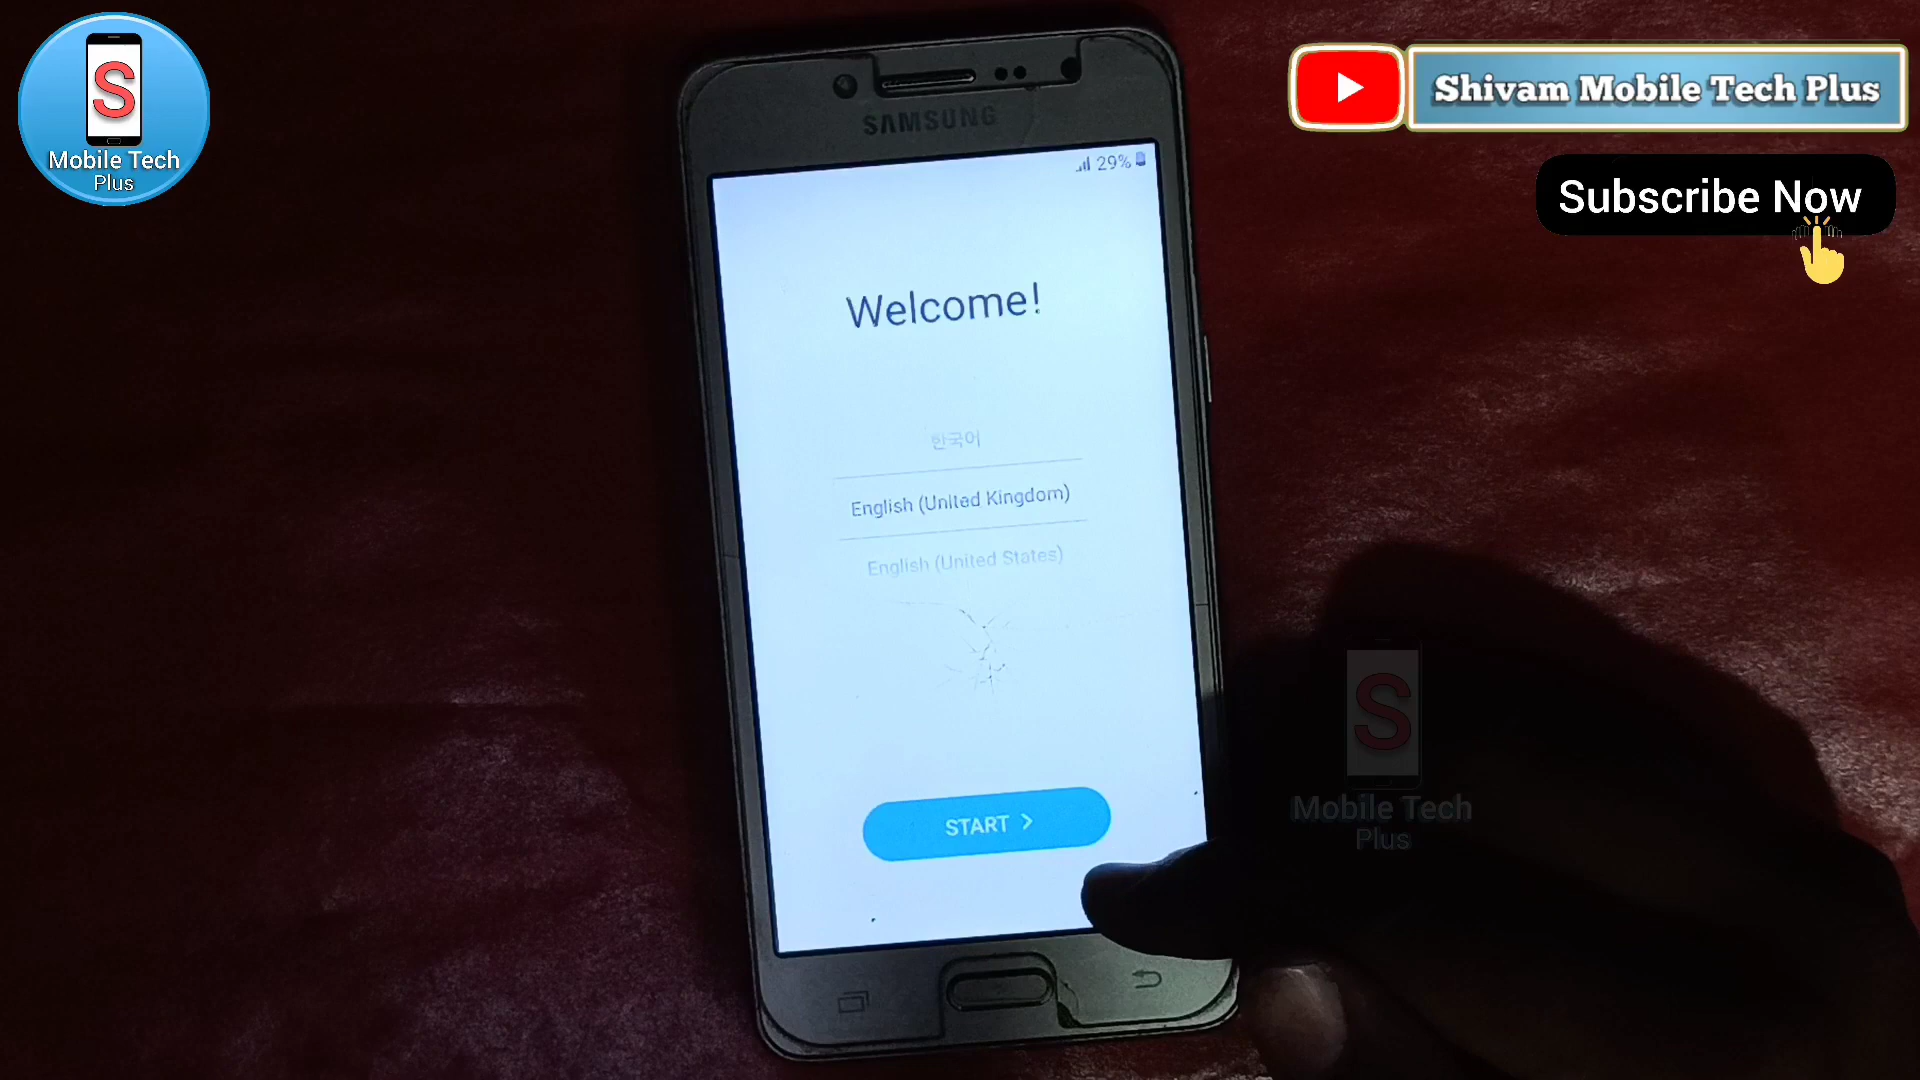 S
Mobile Tech
Plus
Shivam Mobile Tech Plus
Subscribe Now
SAMSUNG
29%
Welcome!
한국어
English (United Kingdom)
English (United States)
START >
S
Mobile Tech
Plus